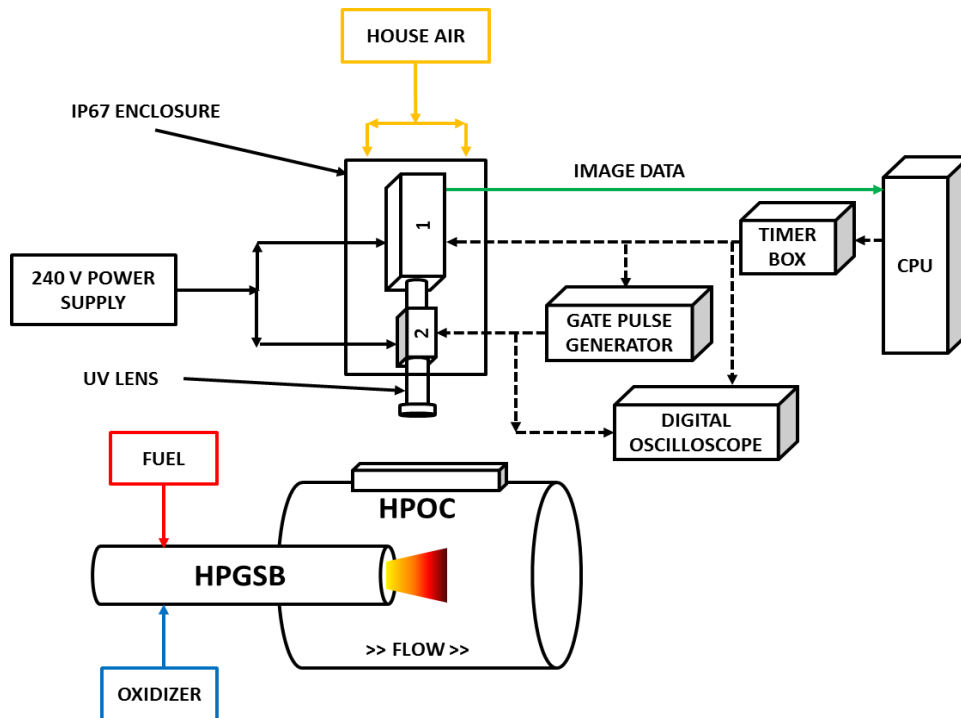 HOUSE AIR
IP67 ENCLOSURE
IMAGE DATA
1
TIMER
BOX
CPU
240 V POWER
SUPPLY
2
GATE PULSE
GENERATOR
UV LENS
DIGITAL
OSCILLOSCOPE
FUEL
HPOC
HPGSB
>> FLOW >>
OXIDIZER